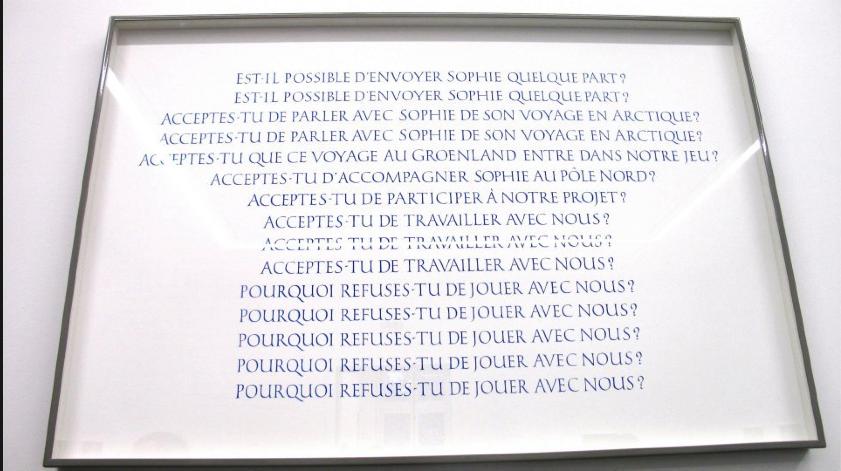 EST-IL POSSIBLE D'ENVOYER SOPHIE QUELQUE PART?
EST-IL POSSIBLE D'ENVOYER SOPHIE QUELQUE PART?
ACCEPTES-TU DE PARLER AVEC SOPHIE DE SON VOYAGE EN ARCTIQUE?
ACCEPTES-TU DE PARLER AVEC SOPHIE DE SON VOYAGE EN ARCTIQUE?
ACCEPTES-TU QUE CE VOYAGE AU GROENLAND ENTRE DANS NOTRE JEU?
ACCEPTES-TU D'ACCOMPAGNER SOPHIE AU PÔLE NORD?
ACCEPTES-TU DE PARTICIPER À NOTRE PROJET?
ACCEPTES-TU DE TRAVAILLER AVEC NOUS?
ACCEPTES-TU DE TRAVAILLER AVEC NOUS?
ACCEPTES-TU DE TRAVAILLER AVEC NOUS?
POURQUOI REFUSES-TU DE JOUER AVEC NOUS?
POURQUOI REFUSES-TU DE JOUER AVEC NOUS?
POURQUOI REFUSES-TU DE JOUER AVEC NOUS?
POURQUOI REFUSES-TU DE JOUER AVEC NOUS?
POURQUOI REFUSES-TU DE JOUER AVEC NOUS?